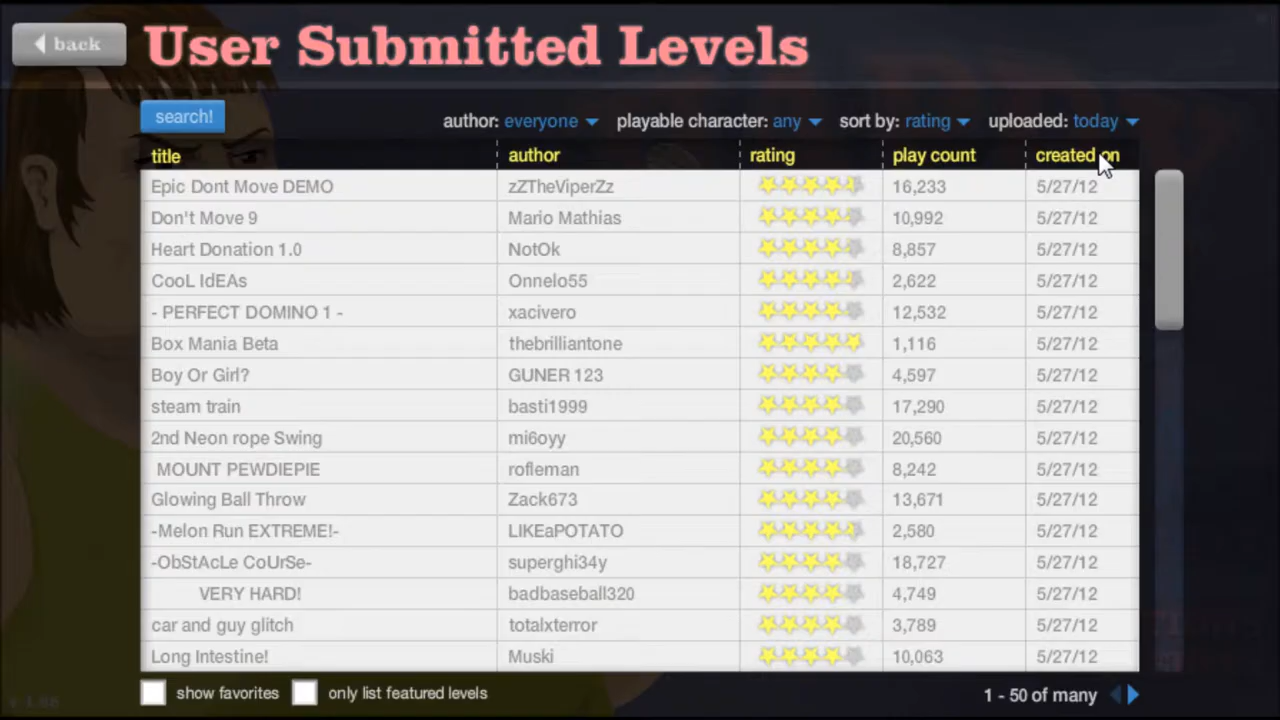 back
User Submitted Levels
search!
author: everyone playable character: any sort by: rating uploaded: today
title author rating play count created on
Epic Dont Move DEMO zZTheViperZz 16,233 5/27/12
Don't Move 9 Mario Mathias 10,992 5/27/12
Heart Donation 1.0 NotOk 8,857 5/27/12
CooL IdEAs Onnelo55 2,622 5/27/12
- PERFECT DOMINO 1 - xacivero 12,532 5/27/12
Box Mania Beta thebrilliantone 1,116 5/27/12
Boy Or Girl? GUNER 123 4,597 5/27/12
steam train basti1999 17,290 5/27/12
2nd Neon rope Swing mi6oyy 20,560 5/27/12
MOUNT PEWDIEPIE rofleman 8,242 5/27/12
Glowing Ball Throw Zack673 13,671 5/27/12
-Melon Run EXTREME!- LIKEaPOTATO 2,580 5/27/12
-ObStAcLe CoUrSe- superghi34y 18,727 5/27/12
VERY HARD! badbaseball320 4,749 5/27/12
car and guy glitch totalxterror 3,789 5/27/12
Long Intestine! Muski 10,063 5/27/12
show favorites only list featured levels 1 - 50 of many